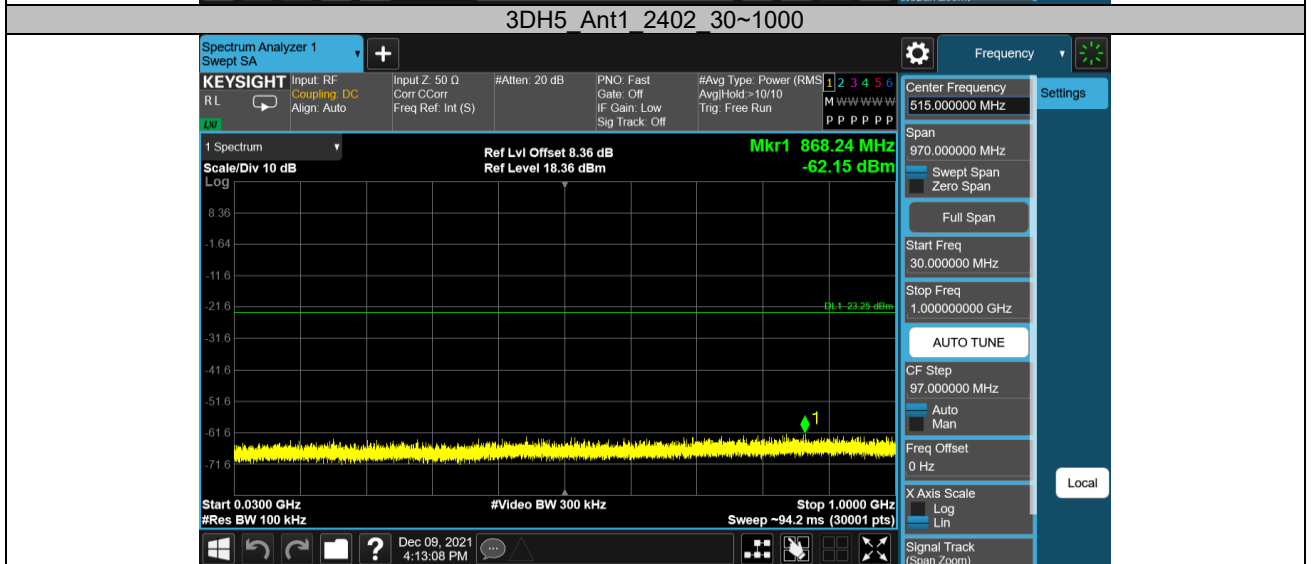 3DH5_Ant1_2402_30~1000
Spectrum Analyzer 1
Swept SA
+
Frequency
KEYSIGHT
R L
LXI
Input: RF
Coupling: DC
Align: Auto
Input Z: 50 Ω
Corr CCorr
Freq Ref: Int (S)
#Atten: 20 dB
PNO: Fast
Gate: Off
IF Gain: Low
Sig Track: Off
#Avg Type: Power (RMS
Avg|Hold:>10/10
Trig: Free Run
1 2 3 4 5 6
M W W W W W
P P P P P P
1 Spectrum
Scale/Div 10 dB
Log
Ref Lvl Offset 8.36 dB
Ref Level 18.36 dBm
Mkr1 868.24 MHz
-62.15 dBm
8.36
-1.64
-11.6
-21.6
DL1 -23.25 dBm
-31.6
-41.6
-51.6
1
-61.6
-71.6
Start 0.0300 GHz
#Res BW 100 kHz
#Video BW 300 kHz
Stop 1.0000 GHz
Sweep ~94.2 ms (30001 pts)
Dec 09, 2021
4:13:08 PM
Center Frequency
515.000000 MHz
Settings
Span
970.000000 MHz
Swept Span
Zero Span
Full Span
Start Freq
30.000000 MHz
Stop Freq
1.000000000 GHz
AUTO TUNE
CF Step
97.000000 MHz
Auto
Man
Freq Offset
0 Hz
Local
X Axis Scale
Log
Lin
Signal Track
(Span Zoom)